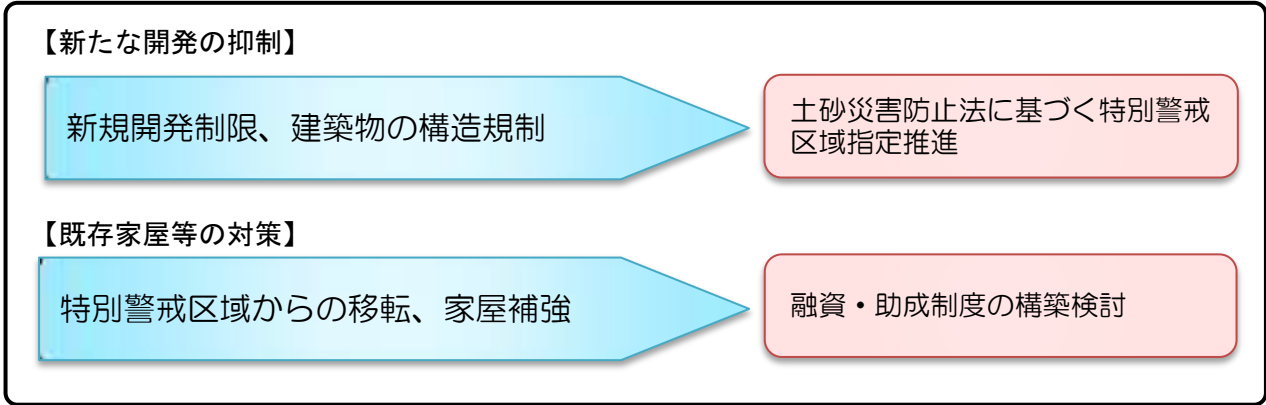 【新たな開発の抑制】
新規開発制限、建築物の構造規制
土砂災害防止法に基づく特別警戒
区域指定推進
【既存家屋等の対策】
特別警戒区域からの移転、家屋補強
融資・助成制度の構築検討